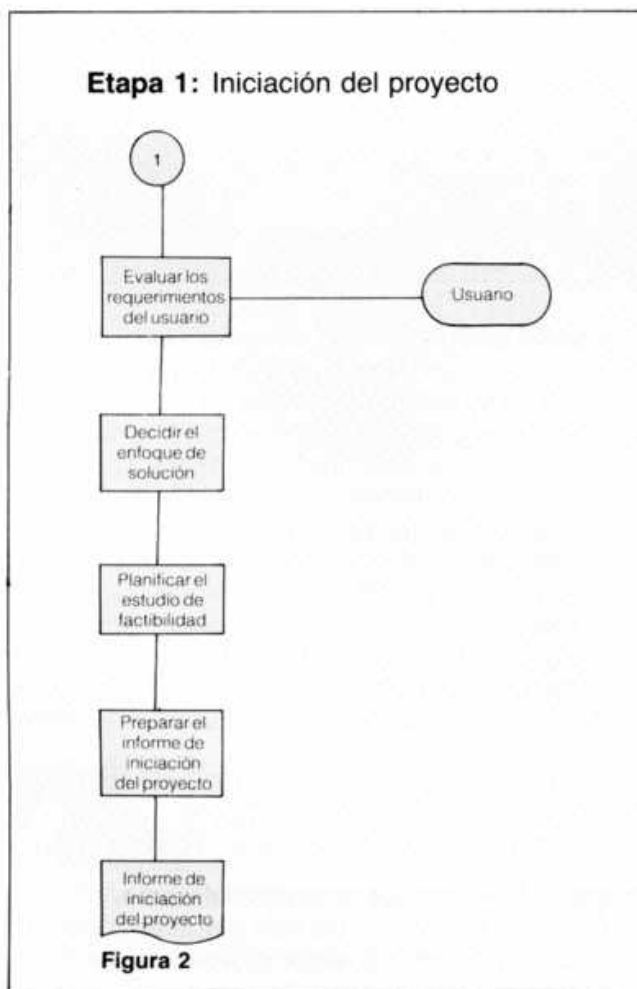 Etapa 1: Iniciación del proyecto
1
Evaluar los
requerimientos
del usuario
Usuario
Decidir el
enfoque de
solución
Planificar el
estudio de
factibilidad
Preparar el
informe de
iniciación
del proyecto
Informe de
iniciación
del proyecto
Figura 2